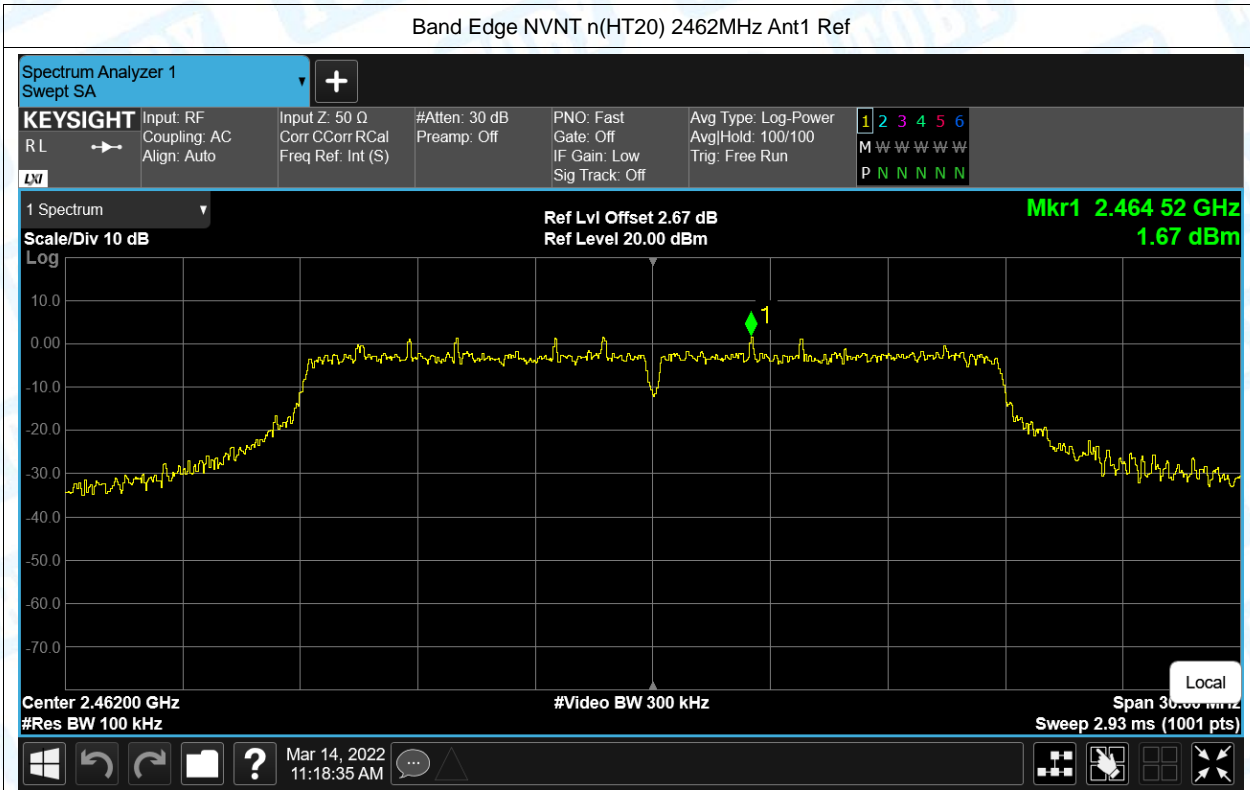 Band Edge NVNT n(HT20) 2462MHz Ant1 Ref
Spectrum Analyzer 1
Swept SA
KEYSIGHT
RL
LXI
Input: RF
Coupling: AC
Align: Auto
Input Z: 50 Ω
Corr CCorr RCal
Freq Ref: Int (S)
#Atten: 30 dB
Preamp: Off
PNO: Fast
Gate: Off
IF Gain: Low
Sig Track: Off
Avg Type: Log-Power
Avg|Hold: 100/100
Trig: Free Run
1 2 3 4 5 6
M W W W W W
P N N N N N
1 Spectrum
Scale/Div 10 dB
Ref Lvl Offset 2.67 dB
Ref Level 20.00 dBm
Mkr1 2.464 52 GHz
1.67 dBm
Log
10.0
0.00
-10.0
-20.0
-30.0
-40.0
-50.0
-60.0
-70.0
1
Local
Center 2.46200 GHz
#Video BW 300 kHz
Span 30.00 MHz
#Res BW 100 kHz
Sweep 2.93 ms (1001 pts)
?
Mar 14, 2022
11:18:35 AM